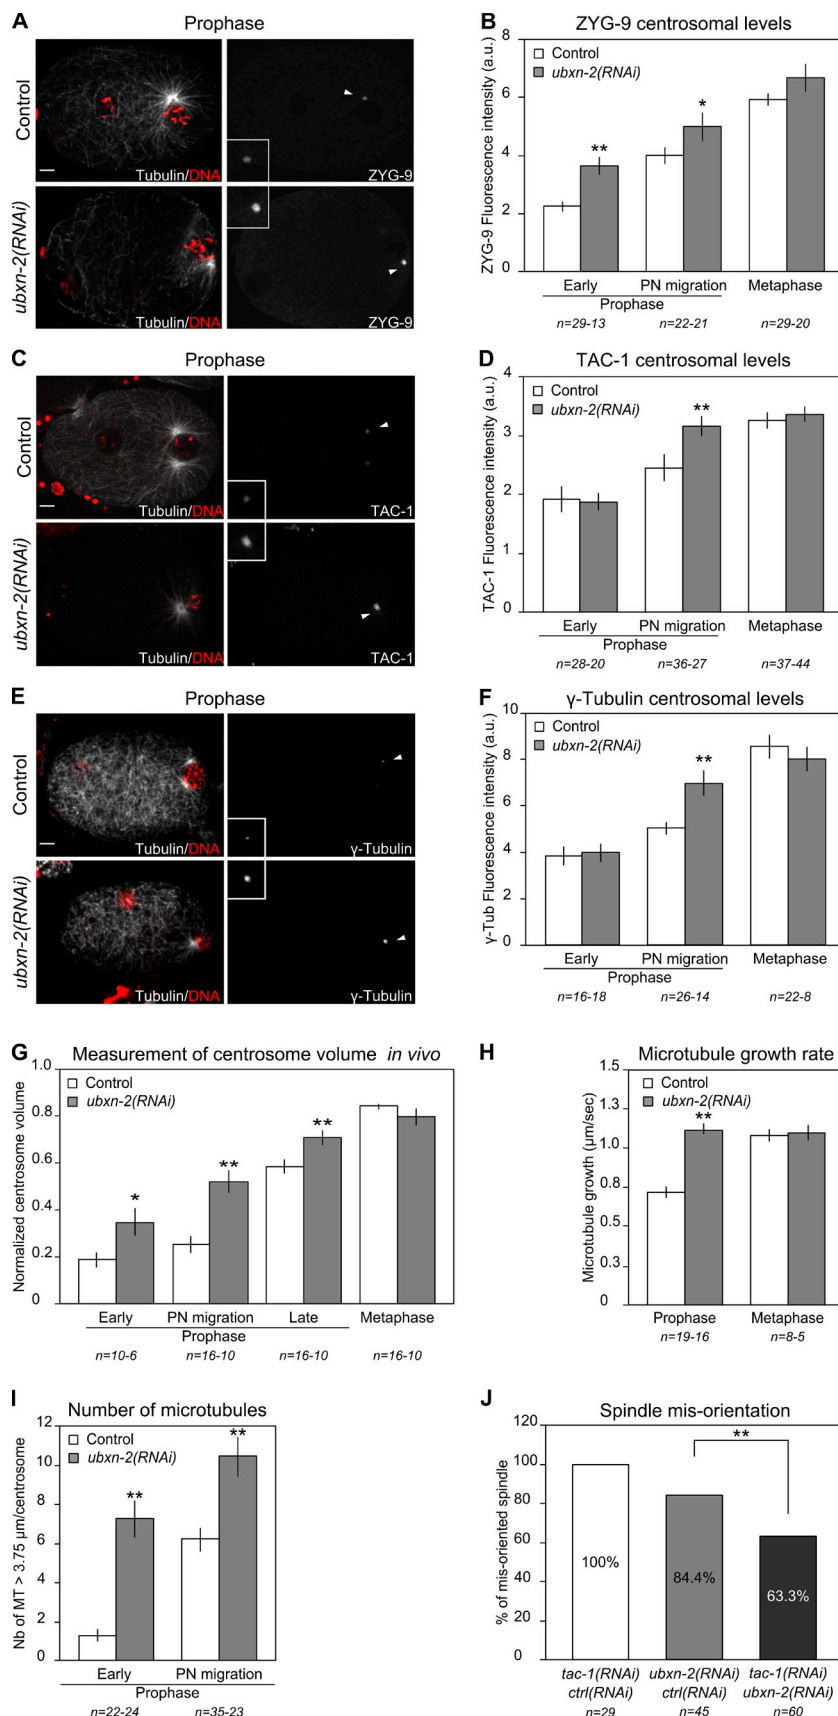 A
Prophase
Control
Tubulin/DNA
ZYG-9
ubxn-2(RNAi)
Tubulin/DNA
ZYG-9
B
ZYG-9 centrosomal levels
Control
ubxn-2(RNAi)
ZYG-9 Fluorescence intensity (a.u.)
8
6
4
2
0
**
*
Early
PN migration
Metaphase
Prophase
n=29-13
n=22-21
n=29-20
C
Prophase
Control
Tubulin/DNA
TAC-1
ubxn-2(RNAi)
Tubulin/DNA
TAC-1
D
TAC-1 centrosomal levels
Control
ubxn-2(RNAi)
TAC-1 Fluorescence intensity (a.u.)
4
3
2
1
0
**
Early
PN migration
Metaphase
Prophase
n=28-20
n=36-27
n=37-44
E
Prophase
Control
Tubulin/DNA
γ-Tubulin
ubxn-2(RNAi)
Tubulin/DNA
γ-Tubulin
F
γ-Tubulin centrosomal levels
Control
ubxn-2(RNAi)
γ-Tub Fluorescence intensity (a.u.)
10
8
6
4
2
0
**
Early
PN migration
Metaphase
Prophase
n=16-18
n=26-14
n=22-8
G
Measurement of centrosome volume in vivo
Control
ubxn-2(RNAi)
Normalized centrosome volume
1.0
0.8
0.6
0.4
0.2
0
*
**
**
Early
PN migration
Late
Metaphase
Prophase
n=10-6
n=16-10
n=16-10
n=16-10
H
Microtubule growth rate
Control
ubxn-2(RNAi)
Microtubule growth (µm/sec)
1.5
1.3
1.0
0.8
0.5
0.3
0
**
Prophase
Metaphase
n=19-16
n=8-5
I
Number of microtubules
Control
ubxn-2(RNAi)
Nb of MT > 3.75 µm/centrosome
12
10
8
6
4
2
0
**
**
Early
PN migration
Prophase
n=22-24
n=35-23
J
Spindle mis-orientation
% of mis-oriented spindle
120
100
80
60
40
20
0
**
100%
84.4%
63.3%
tac-1(RNAi)
ctrl(RNAi)
n=29
ubxn-2(RNAi)
ctrl(RNAi)
n=45
tac-1(RNAi)
ubxn-2(RNAi)
n=60